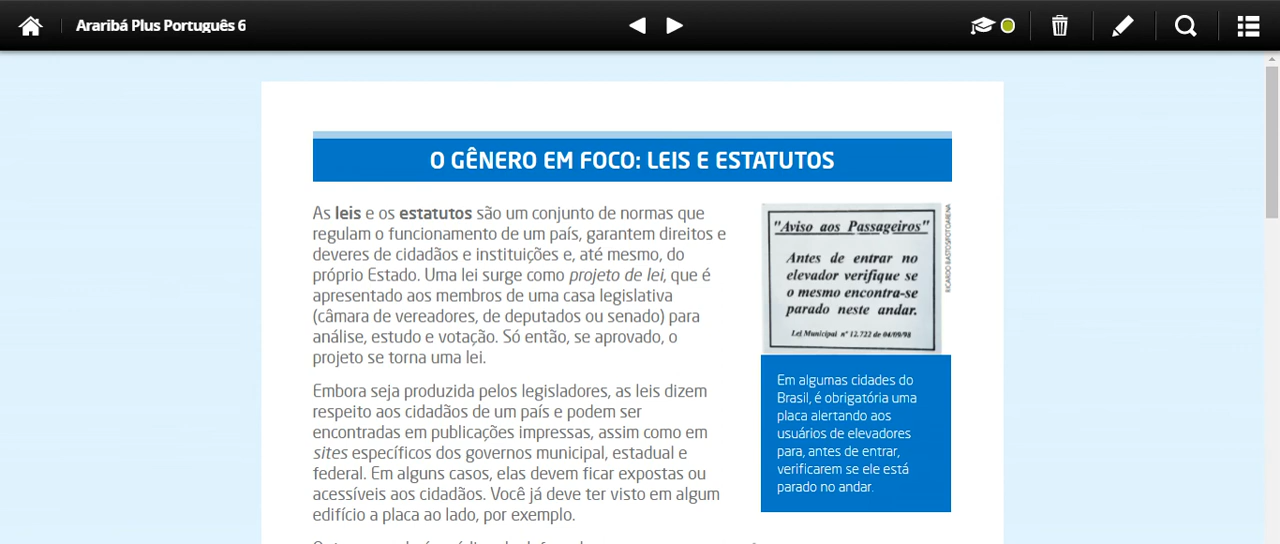 Araribá Plus Português 6
O GÊNERO EM FOCO: LEIS E ESTATUTOS
As leis e os estatutos são um conjunto de normas que
regulam o funcionamento de um país, garantem direitos e
deveres de cidadãos e instituições e, até mesmo, do
próprio Estado. Uma lei surge como projeto de lei, que é
apresentado aos membros de uma casa legislativa
(câmara de vereadores, de deputados ou senado) para
análise, estudo e votação. Só então, se aprovado, o
projeto se torna uma lei.
Embora seja produzida pelos legisladores, as leis dizem
respeito aos cidadãos de um país e podem ser
encontradas em publicações impressas, assim como em
sites específicos dos governos municipal, estadual e
federal. Em alguns casos, elas devem ficar expostas ou
acessíveis aos cidadãos. Você já deve ter visto em algum
edifício a placa ao lado, por exemplo.
"Aviso aos Passageiros"
Antes de entrar no
elevador verifique se
o mesmo encontra-se
parado neste andar.
Lei Municipal nº 12.722 de 04/09/98
RICARDO BASTOS/FOTOARENA
Em algumas cidades do
Brasil, é obrigatória uma
placa alertando aos
usuários de elevadores
para, antes de entrar,
verificarem se ele está
parado no andar.